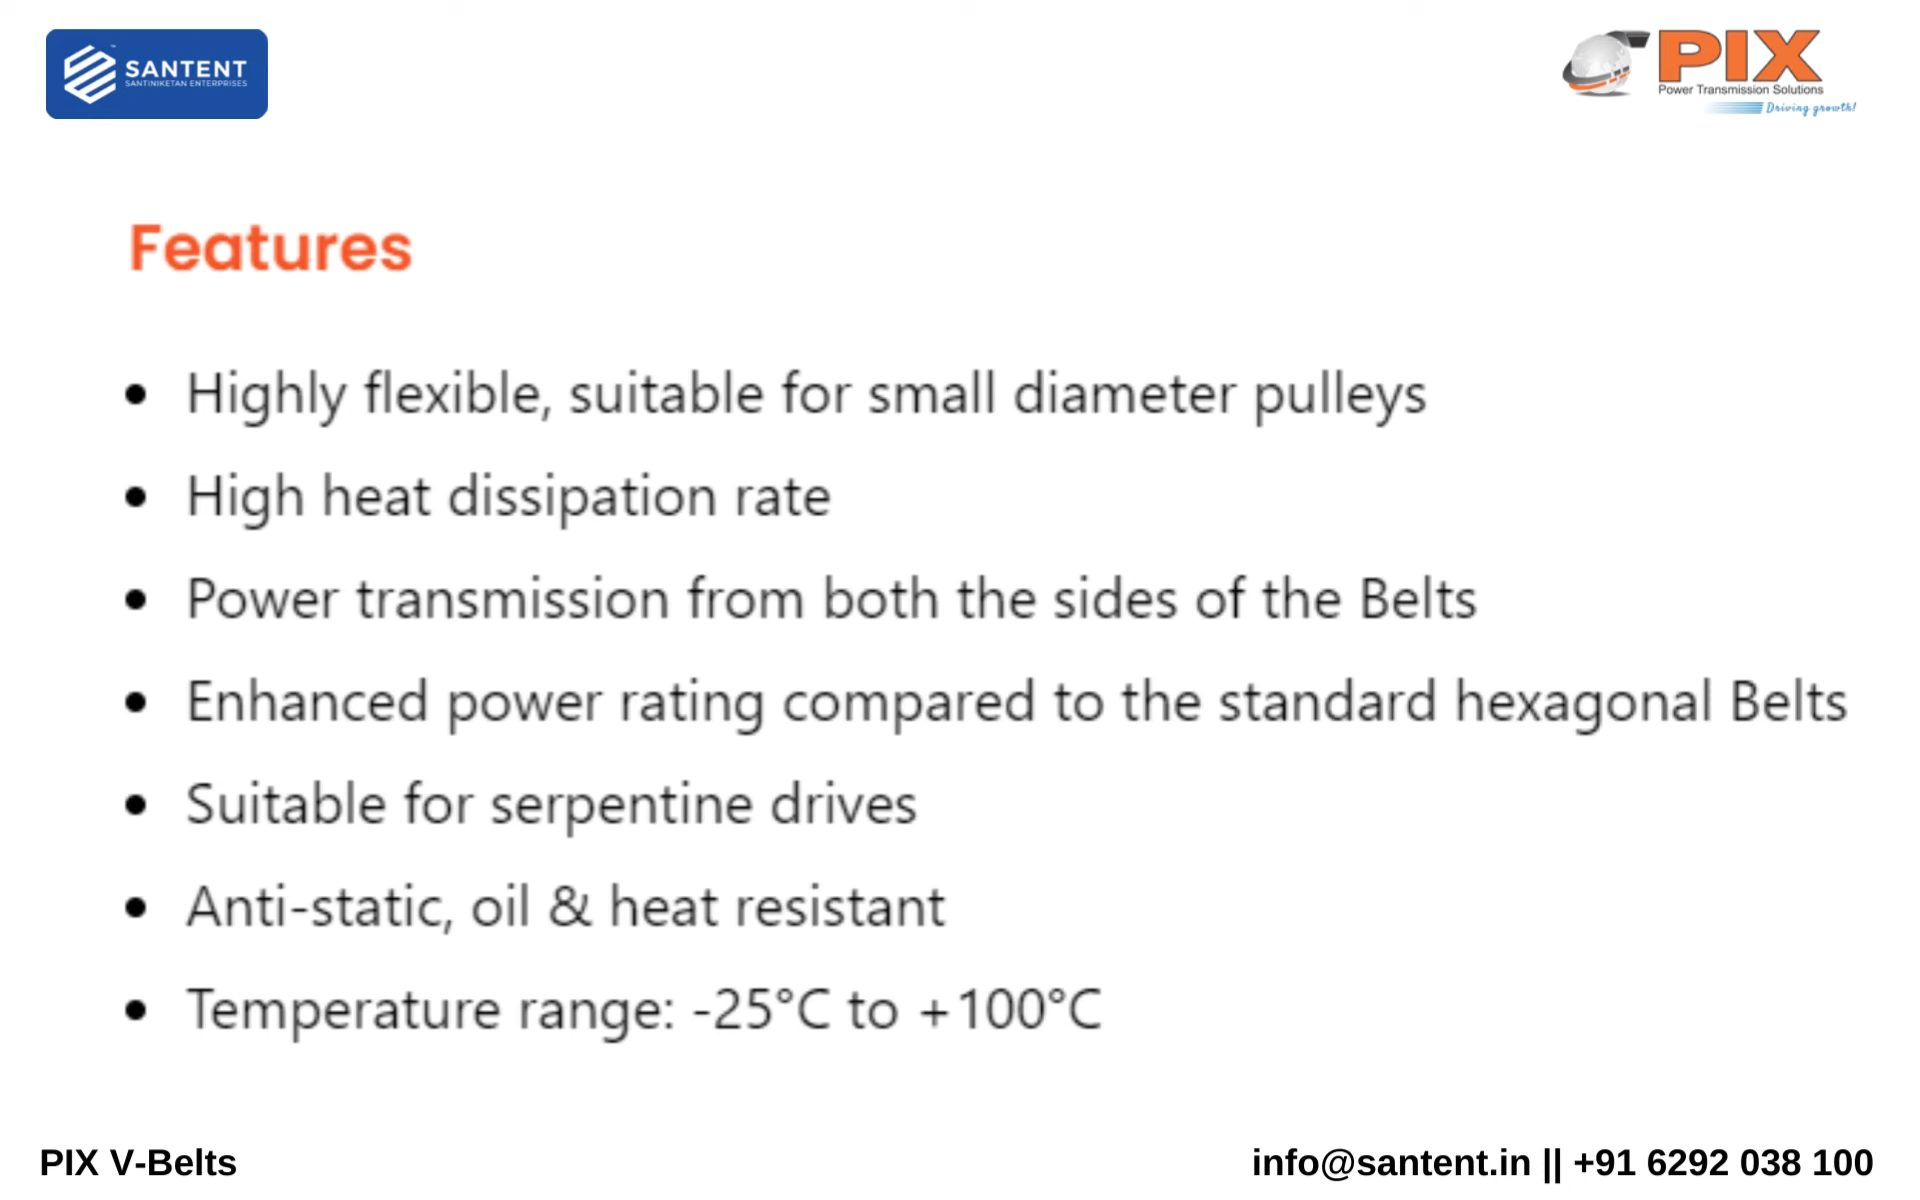 SANTENT
SANTINIKETAN ENTERPRISES
PIX
Power Transmission Solutions
Driving growth!
Features
• Highly flexible, suitable for small diameter pulleys
• High heat dissipation rate
• Power transmission from both the sides of the Belts
• Enhanced power rating compared to the standard hexagonal Belts
• Suitable for serpentine drives
• Anti-static, oil & heat resistant
• Temperature range: -25°C to +100°C
PIX V-Belts
info@santent.in || +91 6292 038 100